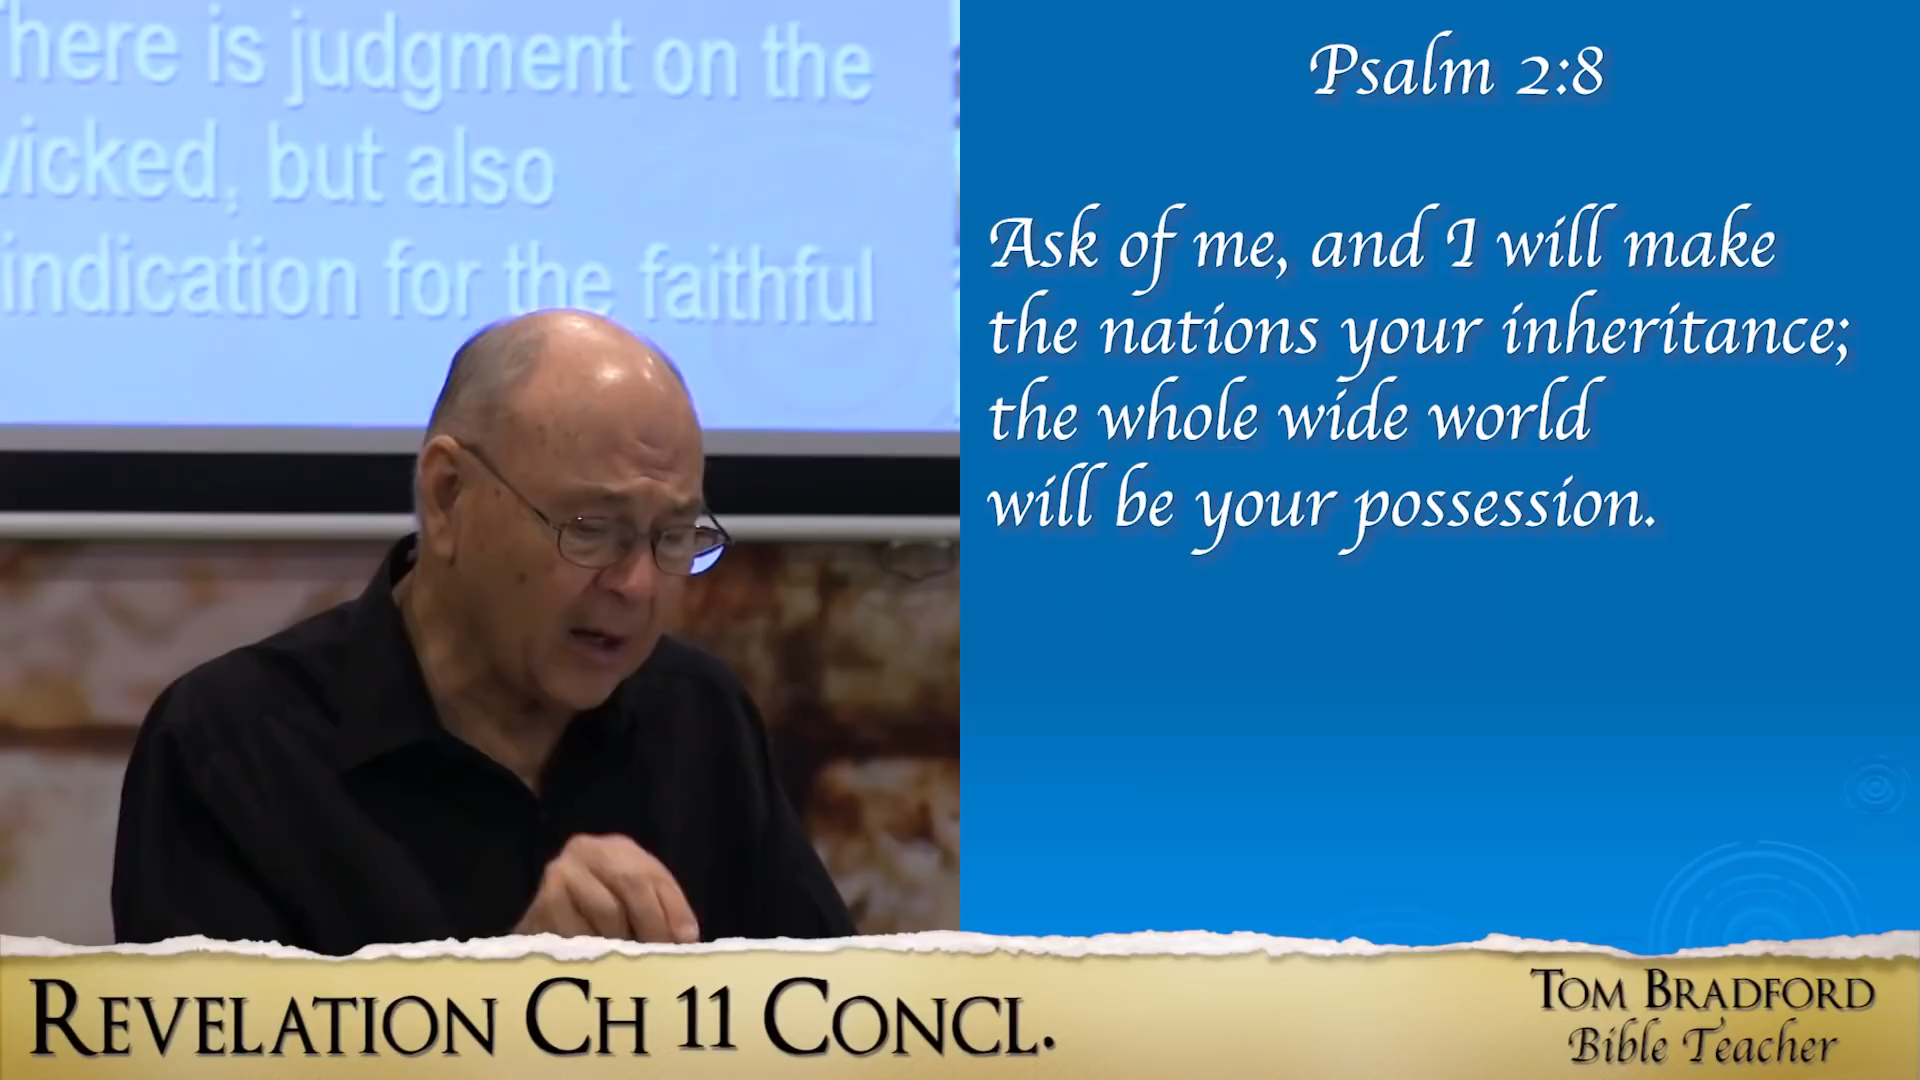 here is judgment on the
icked, but also
indication for the faithful
Psalm 2:8
Ask of me, and I will make
the nations your inheritance;
the whole wide world
will be your possession.
Revelation Ch 11 Concl.
Tom Bradford
Bible Teacher